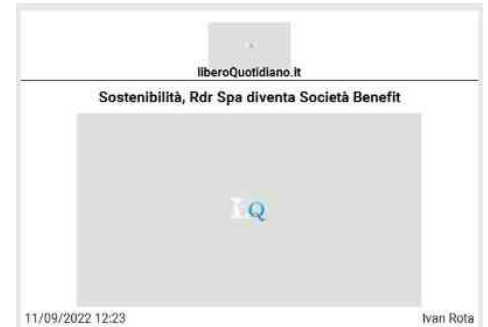 liberoQuotidiano.it
Sostenibilità, Rdr Spa diventa Società Benefit
LQ
11/09/2022 12:23
Ivan Rota